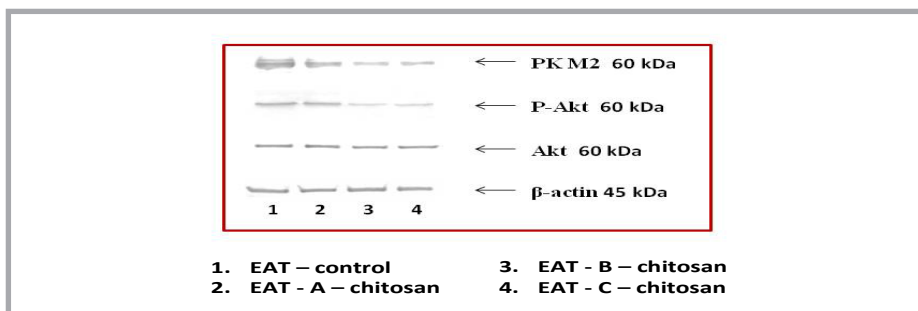 PK M2 60 kDa
P-Akt 60 kDa
Akt 60 kDa
β-actin 45 kDa
1 2 3 4
1. EAT – control
2. EAT - A – chitosan
3. EAT - B – chitosan
4. EAT - C – chitosan